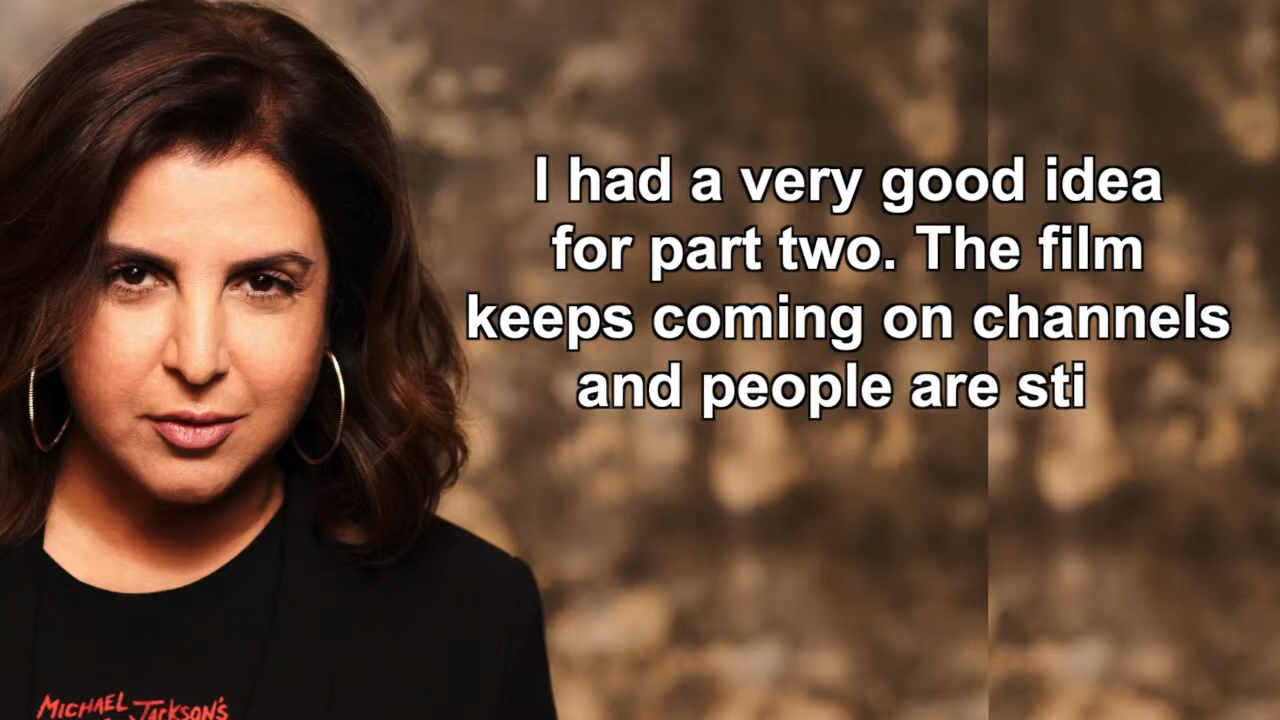 I had a very good idea
for part two. The film
keeps coming on channels
and people are sti
MICHAEL JACKSON'S